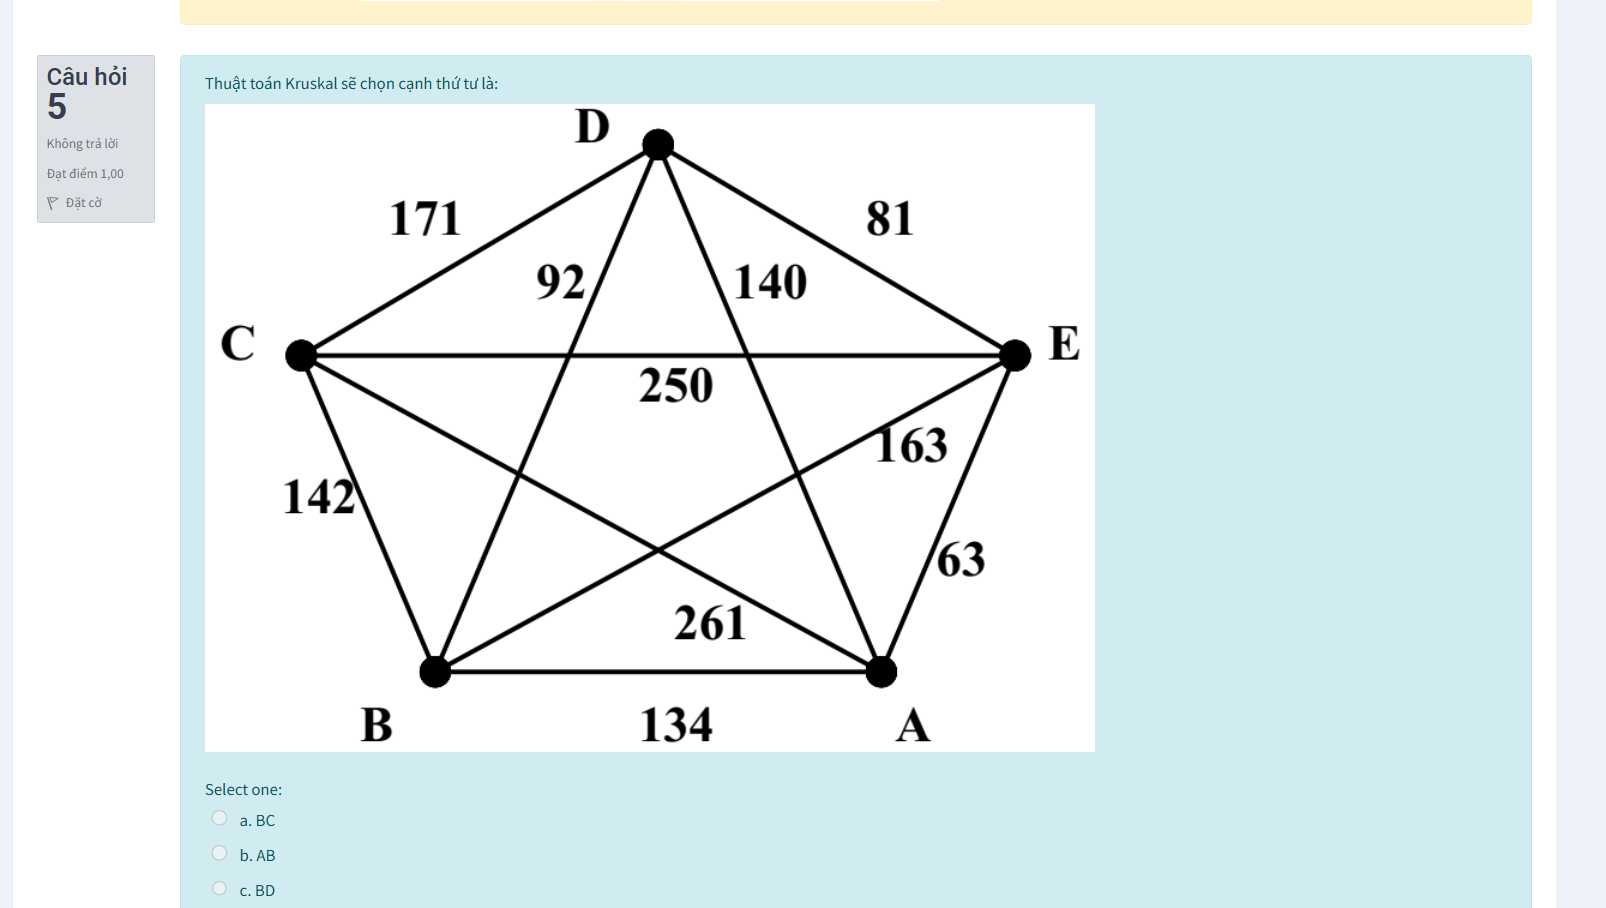 Câu hỏi
5
Không trả lời
Đạt điểm 1,00
Đặt cờ
Thuật toán Kruskal sẽ chọn cạnh thứ tư là:
D
171
81
92
140
C
E
250
163
142
63
261
B
134
A
Select one:
a. BC
b. AB
c. BD